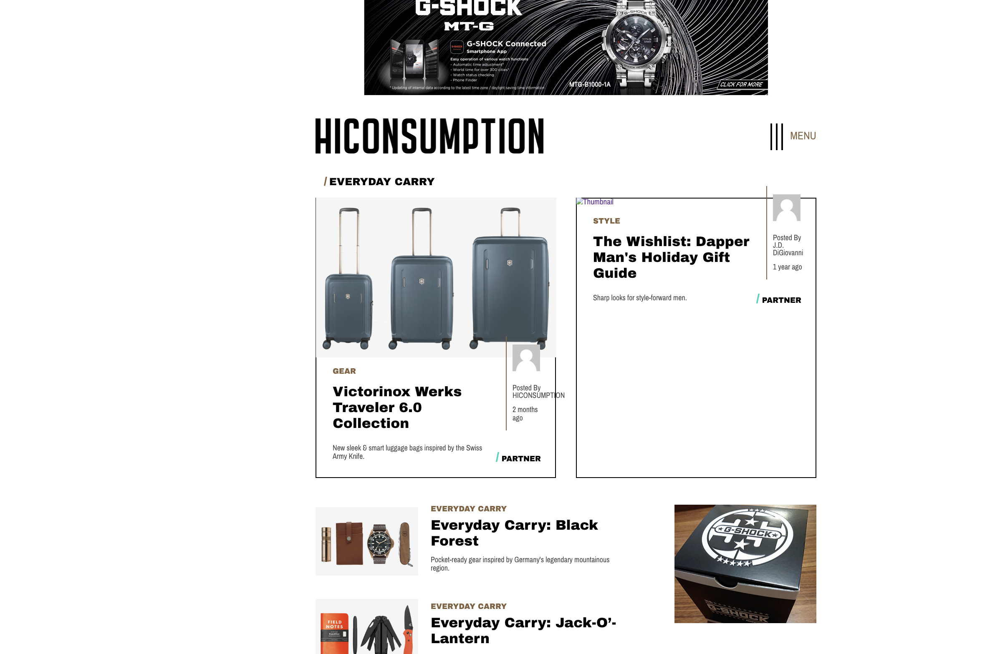 G-SHOCK
MT-G
G-SHOCK Connected
Smartphone App
Easy operation of various watch functions
- Automatic time adjustment*
- World time for over 300 cities*
- Watch status checking
- Phone Finder
* Updating of internal data according to the latest time zone / daylight saving time information
G-SHOCK
CASIO
SHOCK RESIST
MTG-B1000-1A
CLICK FOR MORE
HICONSUMPTION
MENU
/ EVERYDAY CARRY
GEAR
Victorinox Werks
Traveler 6.0
Collection
New sleek & smart luggage bags inspired by the Swiss
Army Knife.
Posted By
HICONSUMPTION
2 months
ago
/ PARTNER
Thumbnail
STYLE
The Wishlist: Dapper
Man's Holiday Gift
Guide
Sharp looks for style-forward men.
Posted By
J.D.
DiGiovanni
1 year ago
/ PARTNER
EVERYDAY CARRY
Everyday Carry: Black
Forest
Pocket-ready gear inspired by Germany's legendary mountainous
region.
EVERYDAY CARRY
Everyday Carry: Jack-O’-
Lantern
FIELD
NOTES
Expedition
G-SHOCK
G-SHOCK